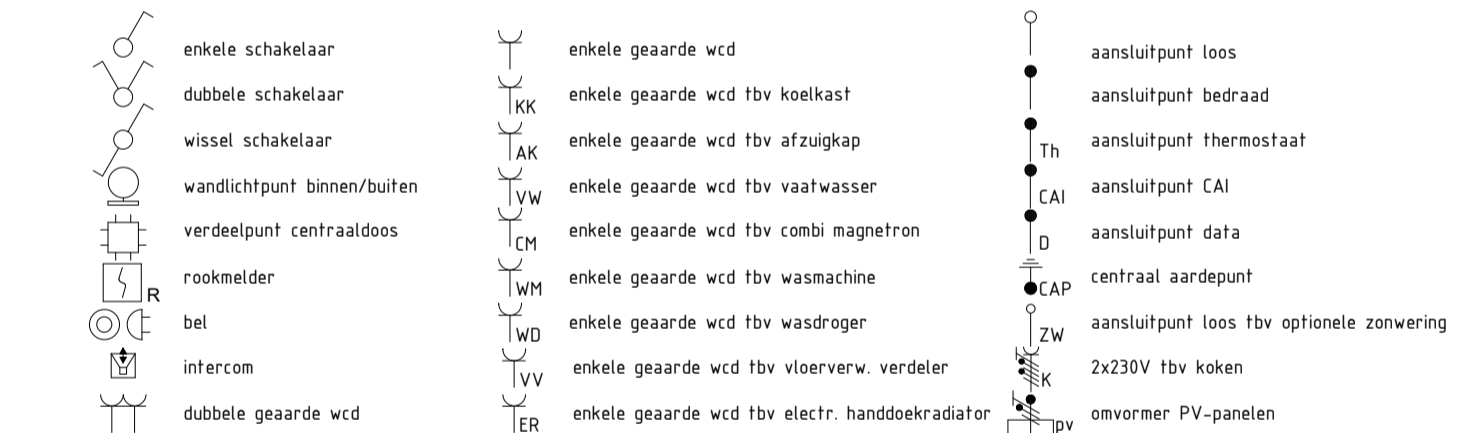 enkele schakelaar
dubbele schakelaar
wissel schakelaar
wandlichtpunt binnen/buiten
verdeelpunt centraaldoos
R rookmelder
bel
intercom
dubbele geaarde wcd
enkele geaarde wcd
KK enkele geaarde wcd tbv koelkast
AK enkele geaarde wcd tbv afzuigkap
VW enkele geaarde wcd tbv vaatwasser
CM enkele geaarde wcd tbv combi magnetron
WM enkele geaarde wcd tbv wasmachine
WD enkele geaarde wcd tbv wasdroger
VV enkele geaarde wcd tbv vloerverw. verdeler
ER enkele geaarde wcd tbv electr. handdoekradiator
aansluitpunt loos
aansluitpunt bedraad
Th aansluitpunt thermostaat
CAI aansluitpunt CAI
D aansluitpunt data
CAP centraal aardepunt
ZW aansluitpunt loos tbv optionele zonwering
K 2x230V tbv koken
pv omvormer PV-panelen